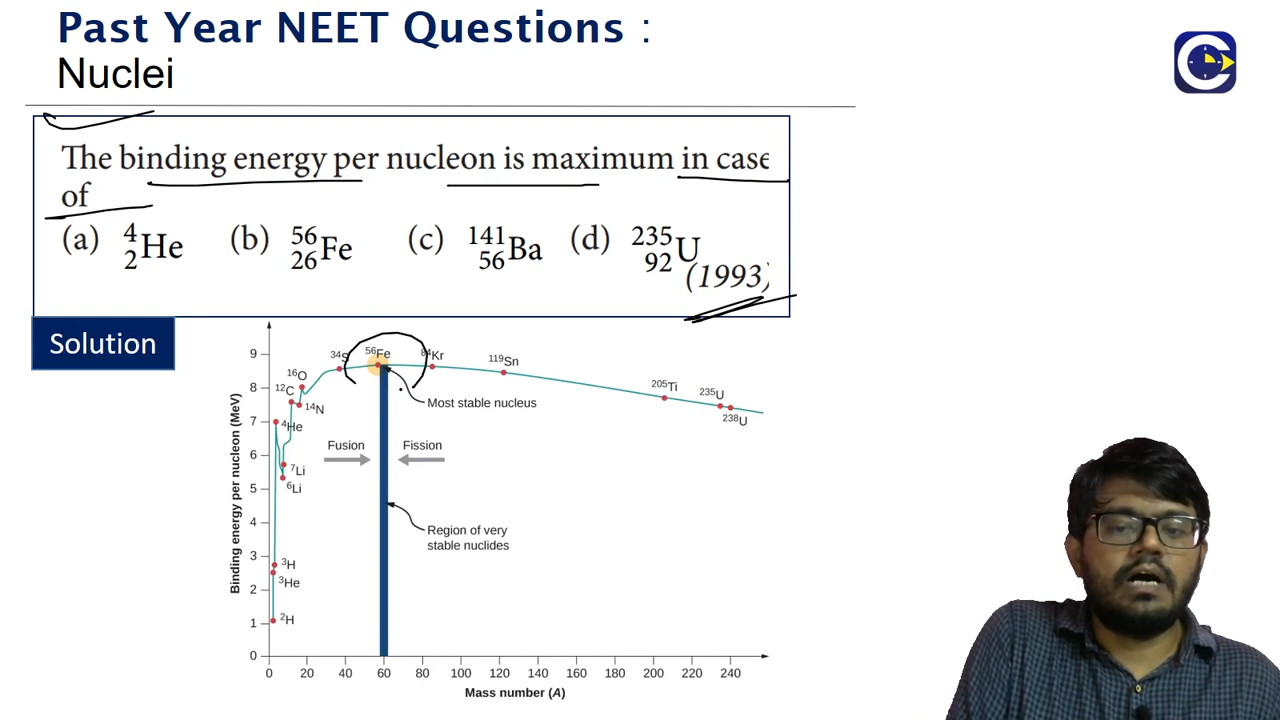 Past Year NEET Questions :
Nuclei
The binding energy per nucleon is maximum in case
of
(a) ⁴₂He (b) ⁵⁶₂₆Fe (c) ¹⁴¹₅₆Ba (d) ²³⁵₉₂U
(1993)
Solution
Binding energy per nucleon (MeV)
9
8
7
6
5
4
3
2
1
0
³⁴S
⁵⁶Fe
⁸⁴Kr
¹¹⁹Sn
¹⁶O
¹²C
¹⁴N
²⁰⁵Ti
²³⁵U
²³⁸U
Most stable nucleus
⁴He
Fusion
Fission
⁷Li
⁶Li
Region of very
stable nuclides
³H
³He
²H
0 20 40 60 80 100 120 140 160 180 200 220 240
Mass number (A)